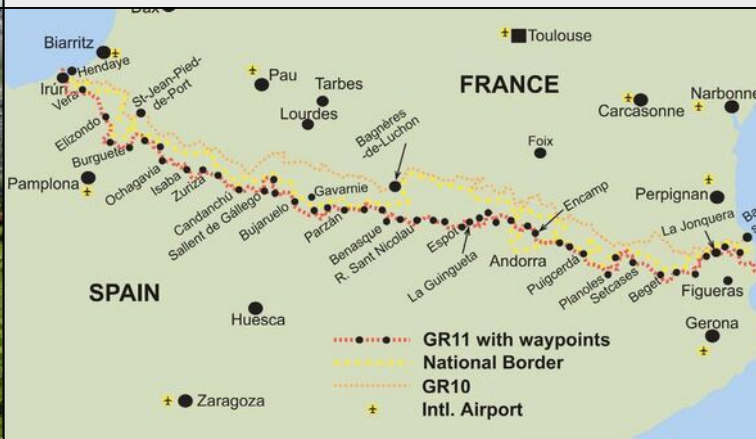 Biarritz
Hendaye
Irún
Vera
St-Jean-Pied-
de-Port
Elizondo
Burguete
Pamplona
Ochagavia
Isaba
Zuriza
Candanchú
Sallent de Gállego
Bujaruelo
Gavarnie
Parzán
Benasque
R. Sant Nicolau
Espot
La Guingueta
Andorra
Encamp
Puigcerdá
Planoles
Setcases
Beget
La Jonquera
Figueras
Gerona
Pau
Tarbes
Lourdes
Bagnères
-de-Luchon
Toulouse
FRANCE
Foix
Carcasonne
Narbonne
Perpignan
SPAIN
Huesca
Zaragoza
GR11 with waypoints
National Border
GR10
Intl. Airport